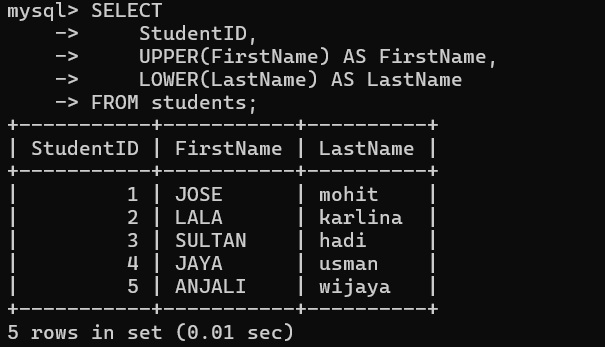 mysql> SELECT
    ->     StudentID,
    ->     UPPER(FirstName) AS FirstName,
    ->     LOWER(LastName) AS LastName
    -> FROM students;
+-----------+-----------+----------+
| StudentID | FirstName | LastName |
+-----------+-----------+----------+
|         1 | JOSE      | mohit    |
|         2 | LALA      | karlina  |
|         3 | SULTAN    | hadi     |
|         4 | JAYA      | usman    |
|         5 | ANJALI    | wijaya   |
+-----------+-----------+----------+
5 rows in set (0.01 sec)